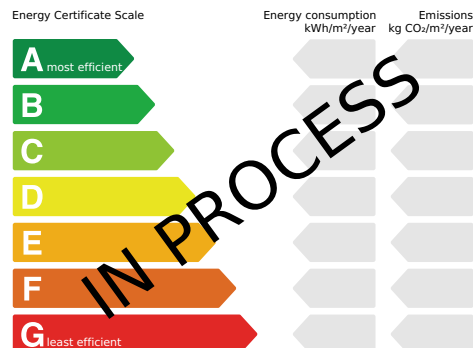 Energy Certificate Scale
Energy consumption
kWh/m²/year
Emissions
kg CO₂/m²/year
A most efficient
B
C
D
E
F
G least efficient
IN PROCESS